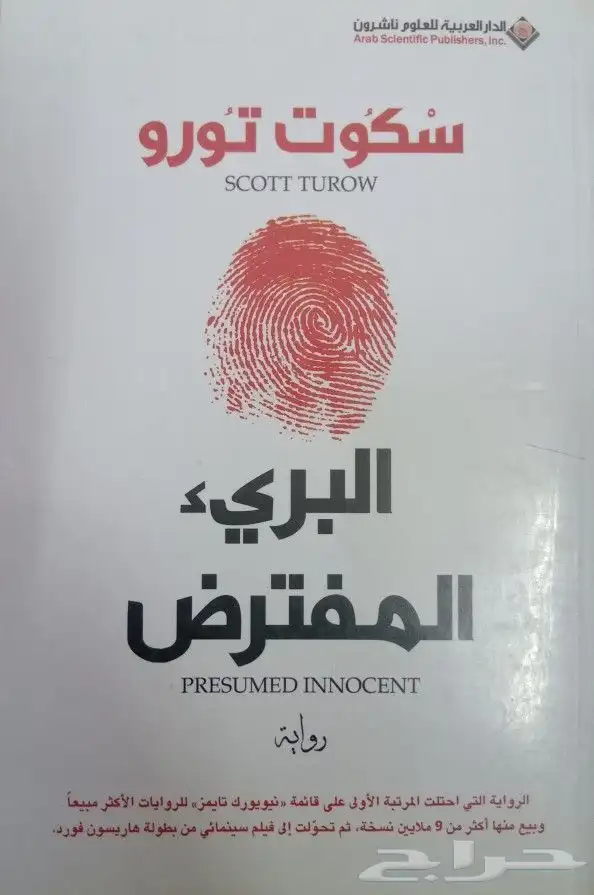 الدار العربية للعلوم ناشرون
Arab Scientific Publishers, Inc.
سْكُوت تُورو
SCOTT TUROW
البريء
المفترض
PRESUMED INNOCENT
رواية
الرواية التي احتلت المرتبة الأولى على قائمة «نيويورك تايمز» للروايات الأكثر مبيعاً
وبيع منها أكثر من 9 ملايين نسخة، ثم تحوّلت إلى فيلم سينمائي من بطولة هاريسون فورد.
حراج